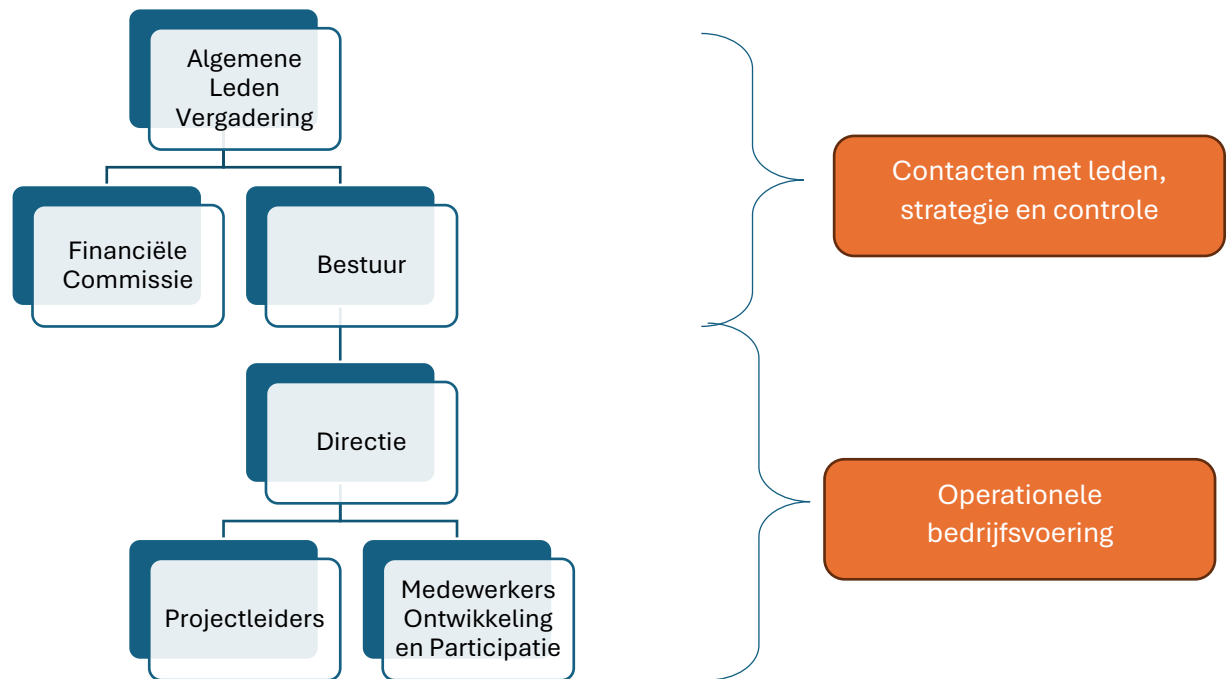 Algemene
Leden
Vergadering
Contacten met leden,
strategie en controle
Financiële
Commissie
Bestuur
Directie
Operationele
bedrijfsvoering
Projectleiders
Medewerkers
Ontwikkeling
en Participatie